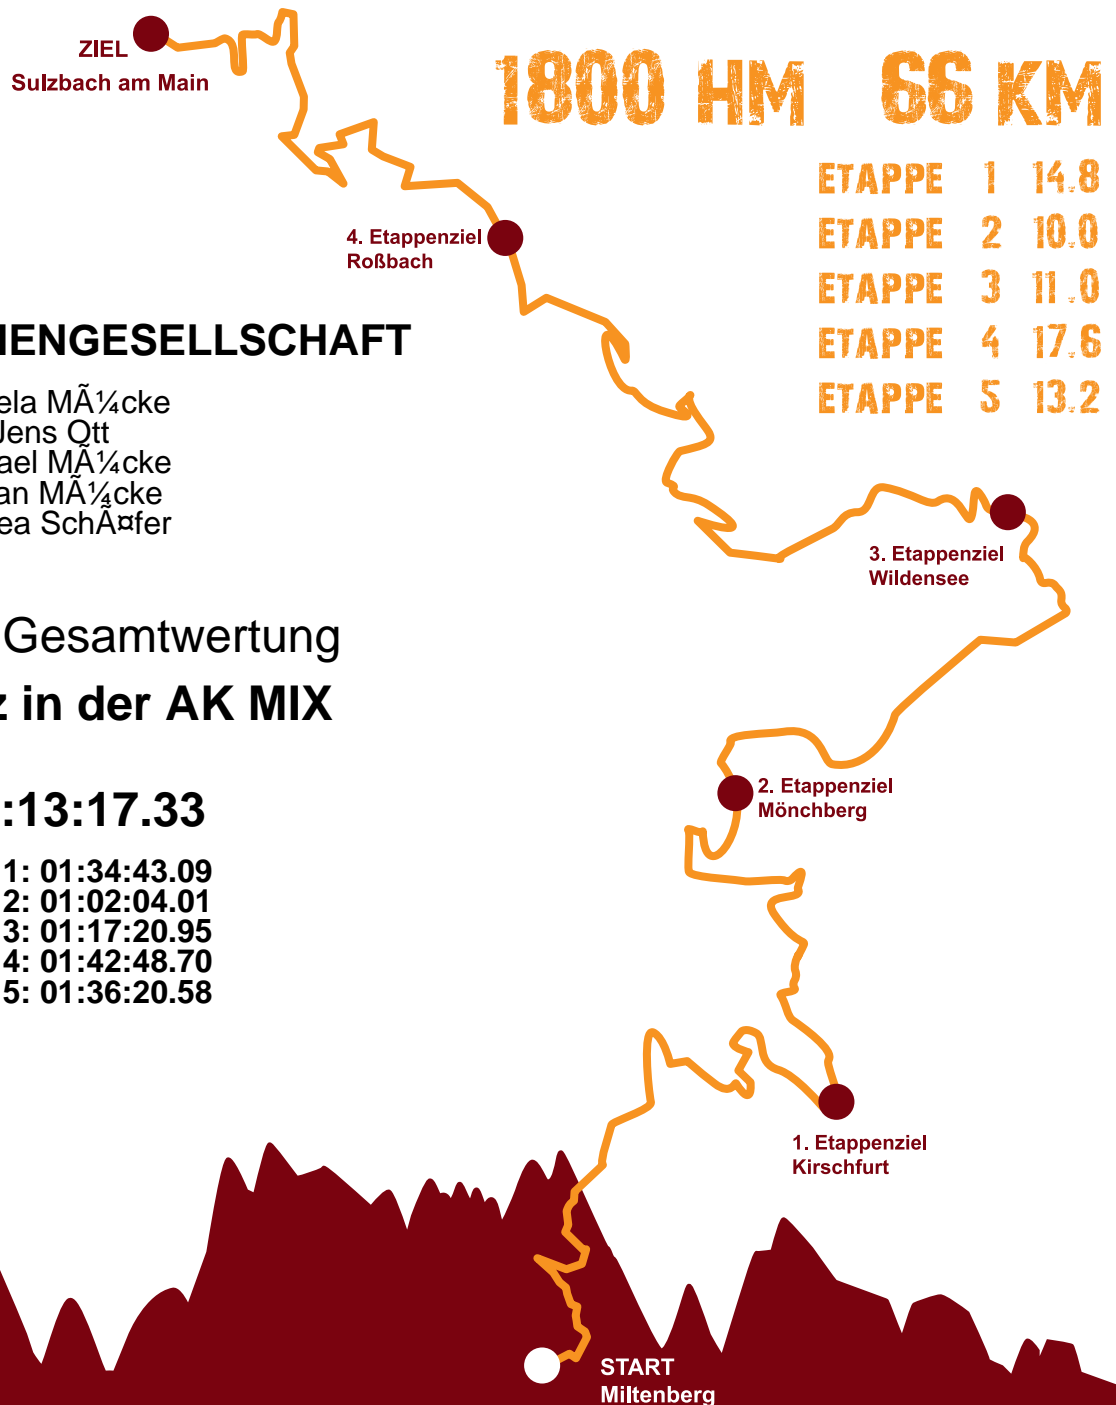 ZIEL
Sulzbach am Main
1800 HM 66 KM
ETAPPE 1 14.8
ETAPPE 2 10.0
ETAPPE 3 11.0
ETAPPE 4 17.6
ETAPPE 5 13.2
4. Etappenziel
Roßbach
IENGESELLSCHAFT
ela MÃ¼cke
Jens Ott
ael MÃ¼cke
an MÃ¼cke
ea SchÃ¤fer
3. Etappenziel
Wildensee
Gesamtwertung
z in der AK MIX
2. Etappenziel
Mönchberg
:13:17.33
1: 01:34:43.09
2: 01:02:04.01
3: 01:17:20.95
4: 01:42:48.70
5: 01:36:20.58
1. Etappenziel
Kirschfurt
START
Miltenberg